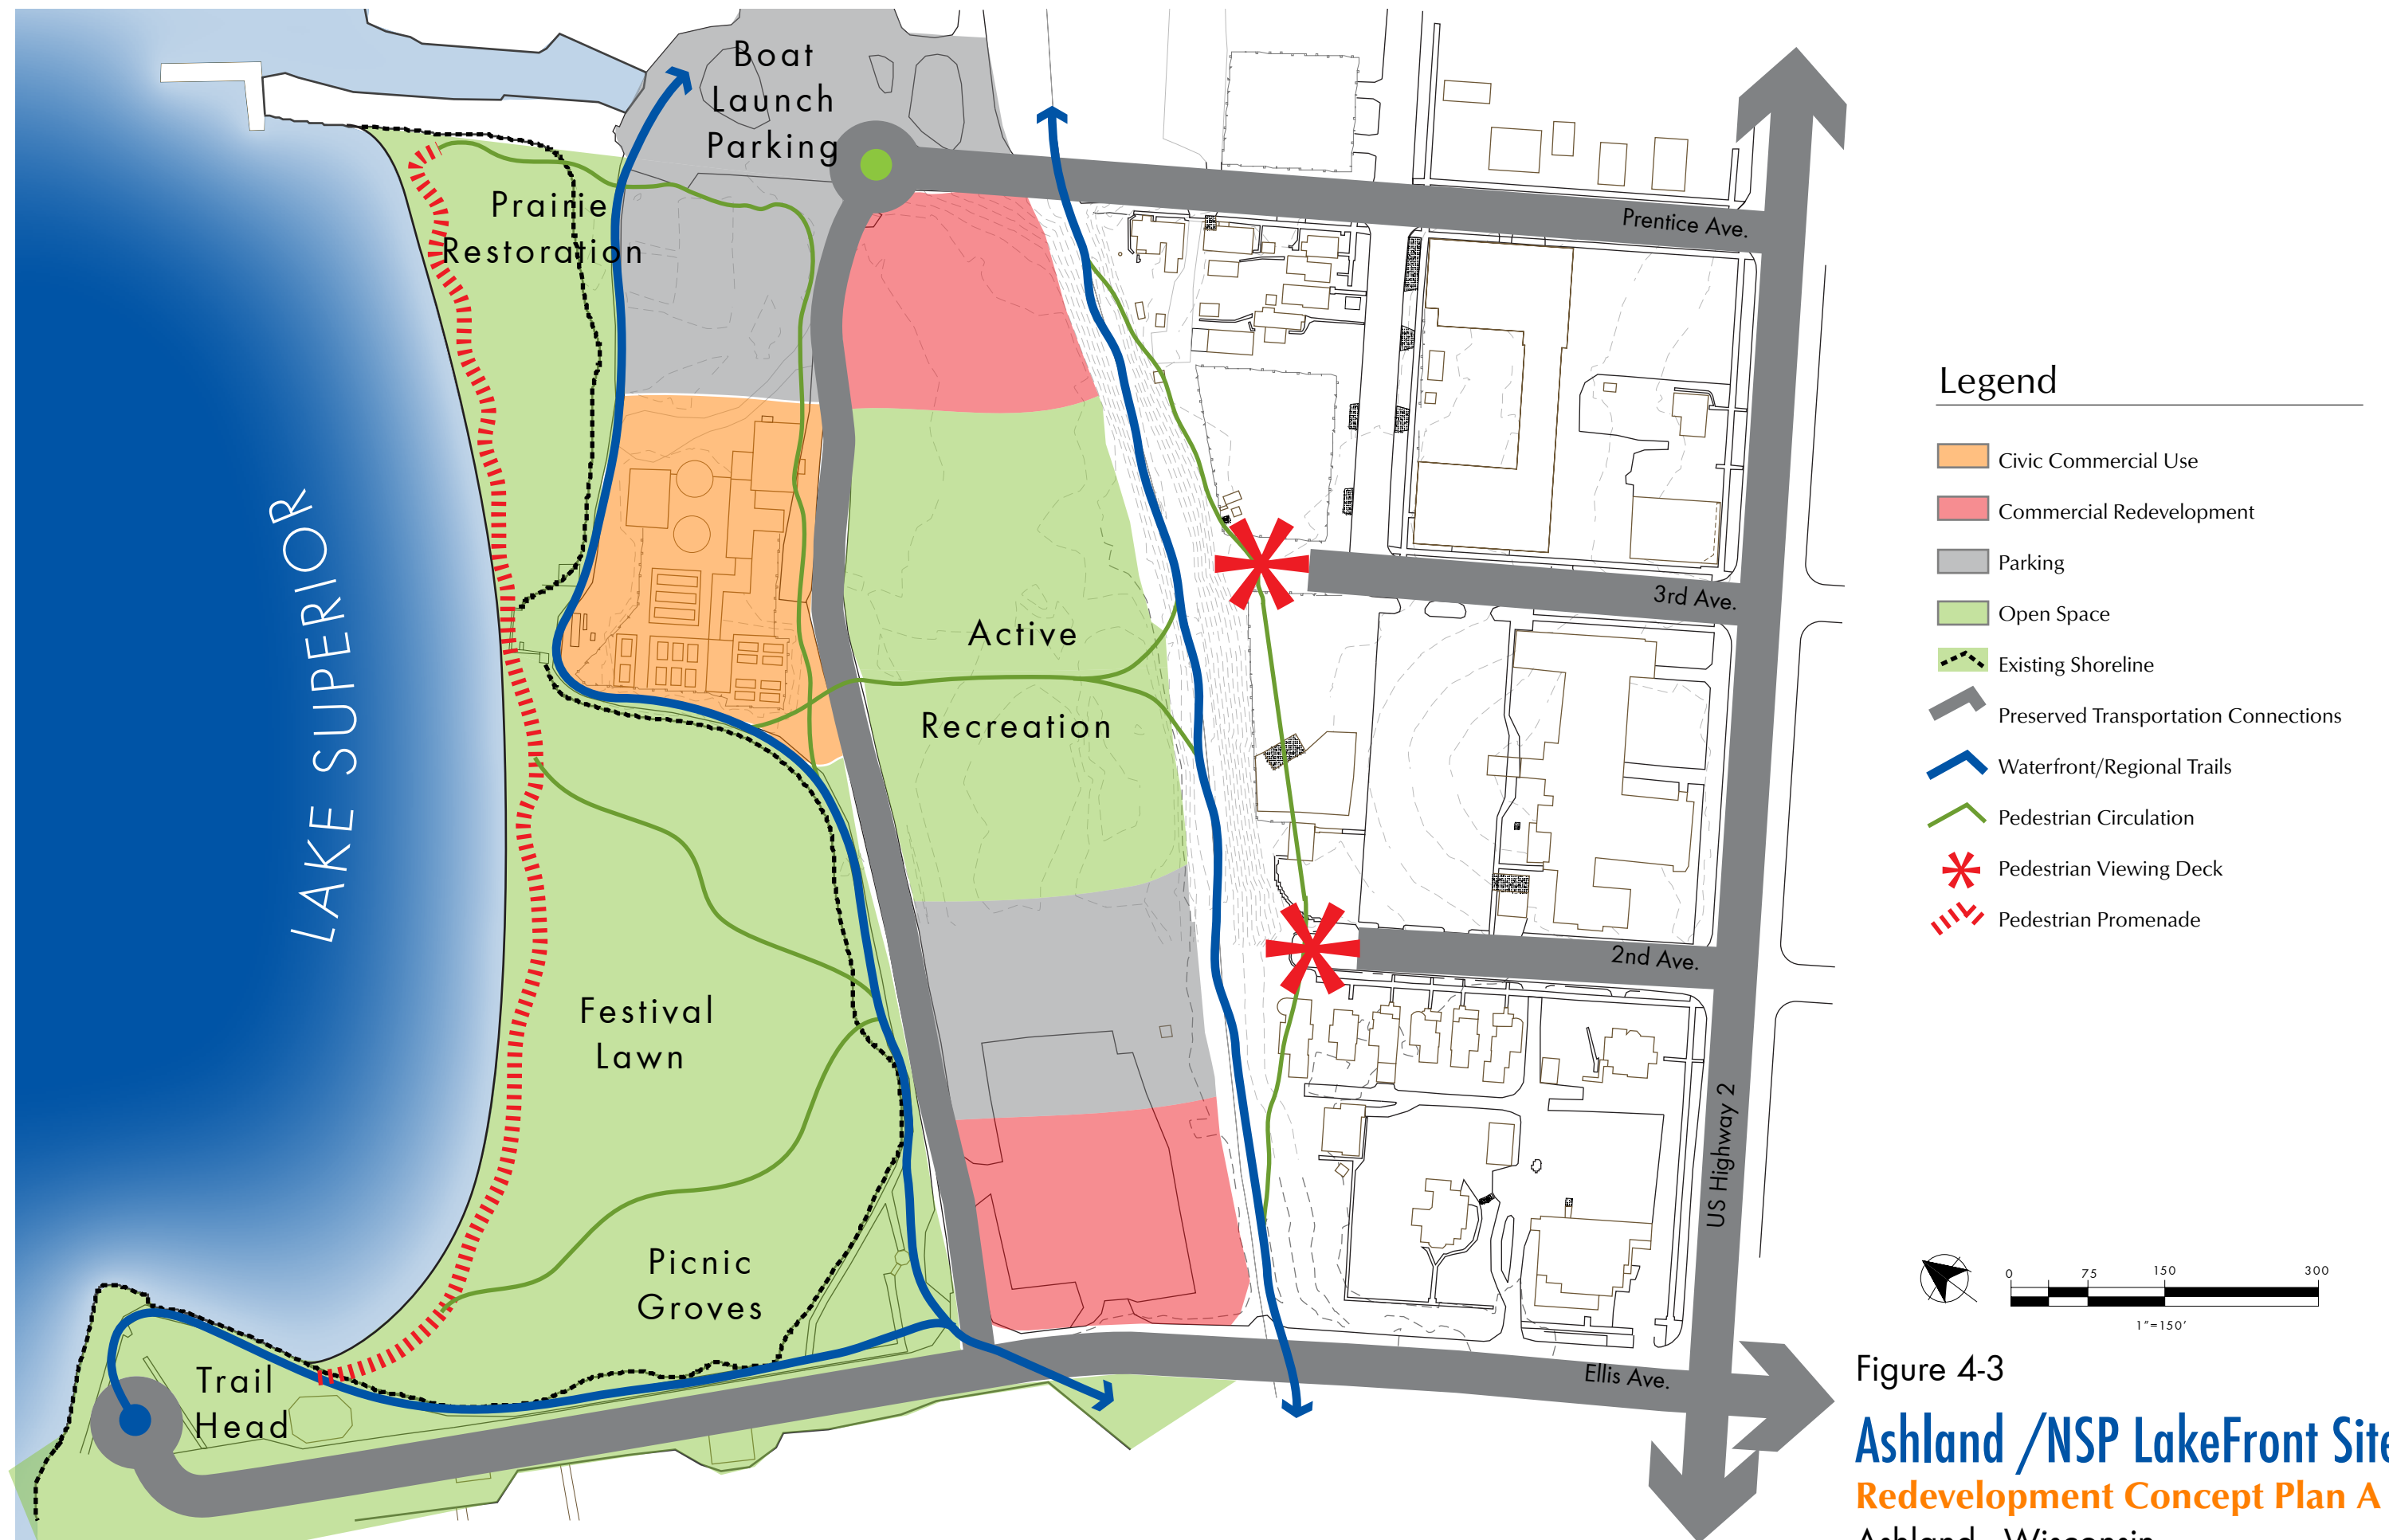 Boat
Launch
Parking
Prairie
Restoration
Prentice Ave.
LAKE SUPERIOR
3rd Ave.
Active
Recreation
2nd Ave.
Festival
Lawn
US Highway 2
Picnic
Groves
Trail
Head
Ellis Ave.
Legend
Civic Commercial Use
Commercial Redevelopment
Parking
Open Space
Existing Shoreline
Preserved Transportation Connections
Waterfront/Regional Trails
Pedestrian Circulation
Pedestrian Viewing Deck
Pedestrian Promenade
0 75 150 300
1"=150'
Figure 4-3
Ashland /NSP LakeFront Site
Redevelopment Concept Plan A
Ashland, Wisconsin